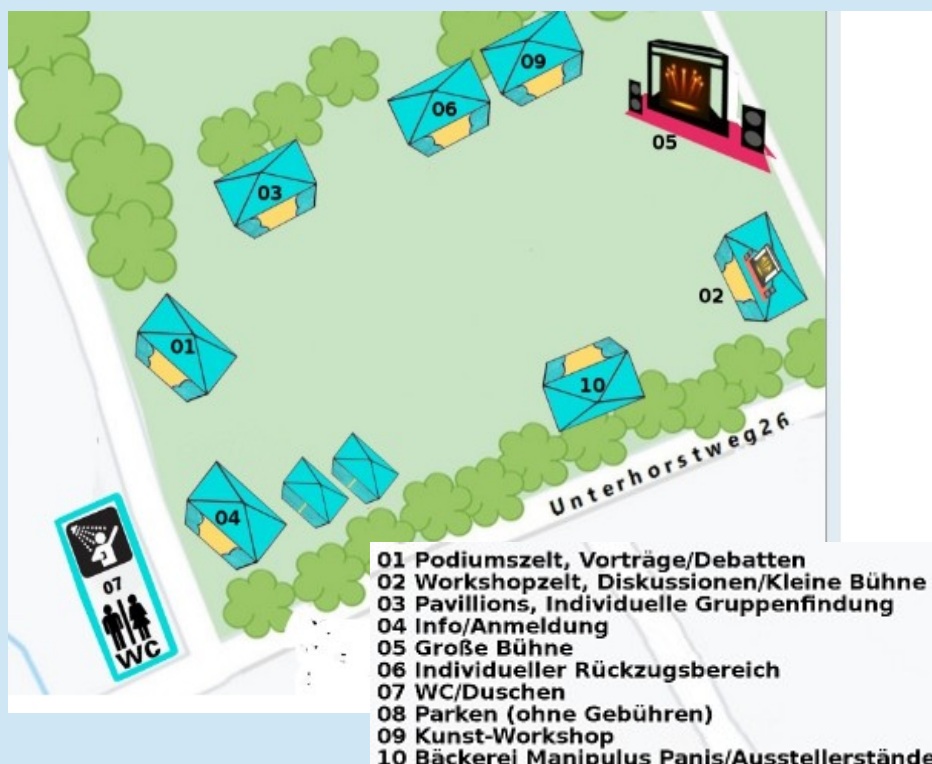 09
06
05
03
02
01
10
Unterhorstweg26
04
07
WC
01 Podiumszelt, Vorträge/Debatten
02 Workshopzelt, Diskussionen/Kleine Bühne
03 Pavillions, Individuelle Gruppenfindung
04 Info/Anmeldung
05 Große Bühne
06 Individueller Rückzugsbereich
07 WC/Duschen
08 Parken (ohne Gebühren)
09 Kunst-Workshop
10 Bäckerei Manipulus Panis/Ausstellerstände